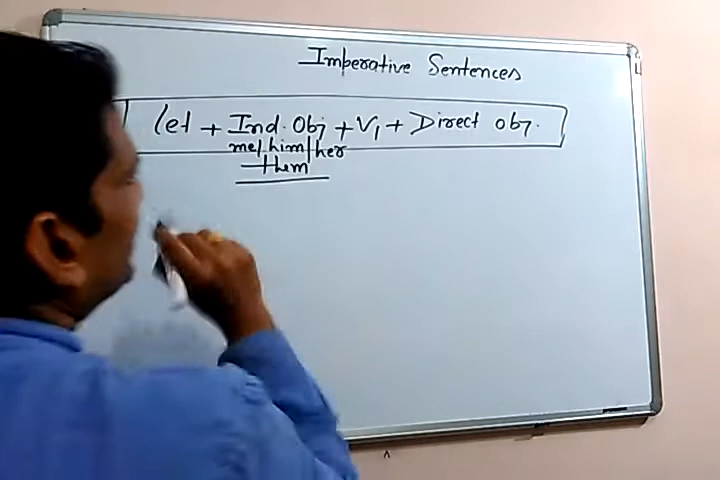 Imperative Sentences
let + Ind. Obj + V1 + Direct obj.
me/him/her
them